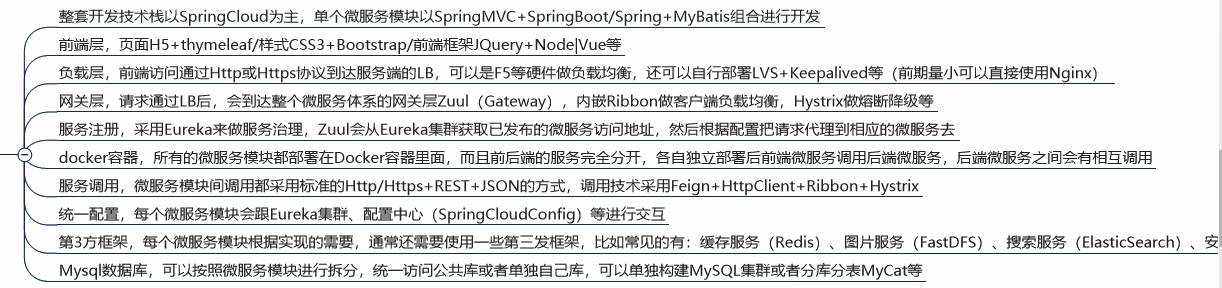 整套开发技术栈以SpringCloud为主，单个微服务模块以SpringMVC+SpringBoot/Spring+MyBatis组合进行开发
前端层，页面H5+thymeleaf/样式CSS3+Bootstrap/前端框架JQuery+Node|Vue等
负载层，前端访问通过Http或Https协议到达服务端的LB，可以是F5等硬件做负载均衡，还可以自行部署LVS+Keepalived等（前期量小可以直接使用Nginx）
网关层，请求通过LB后，会到达整个微服务体系的网关层Zuul（Gateway），内嵌Ribbon做客户端负载均衡，Hystrix做熔断降级等
服务注册，采用Eureka来做服务治理，Zuul会从Eureka集群获取已发布的微服务访问地址，然后根据配置把请求代理到相应的微服务去
docker容器，所有的微服务模块都部署在Docker容器里面，而且前后端的服务完全分开，各自独立部署后前端微服务调用后端微服务，后端微服务之间会有相互调用
服务调用，微服务模块间调用都采用标准的Http/Https+REST+JSON的方式，调用技术采用Feign+HttpClient+Ribbon+Hystrix
统一配置，每个微服务模块会跟Eureka集群、配置中心（SpringCloudConfig）等进行交互
第3方框架，每个微服务模块根据实现的需要，通常还需要使用一些第三发框架，比如常见的有：缓存服务（Redis）、图片服务（FastDFS）、搜索服务（ElasticSearch）、安
Mysql数据库，可以按照微服务模块进行拆分，统一访问公共库或者单独自己库，可以单独构建MySQL集群或者分库分表MyCat等